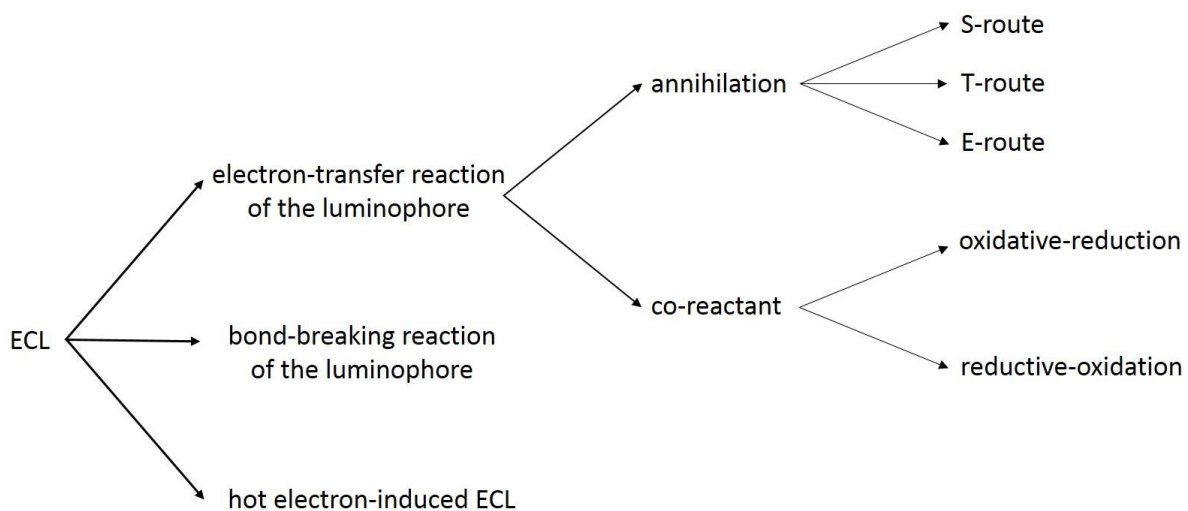 ECL
electron-transfer reaction
of the luminophore
bond-breaking reaction
of the luminophore
hot electron-induced ECL
annihilation
co-reactant
S-route
T-route
E-route
oxidative-reduction
reductive-oxidation